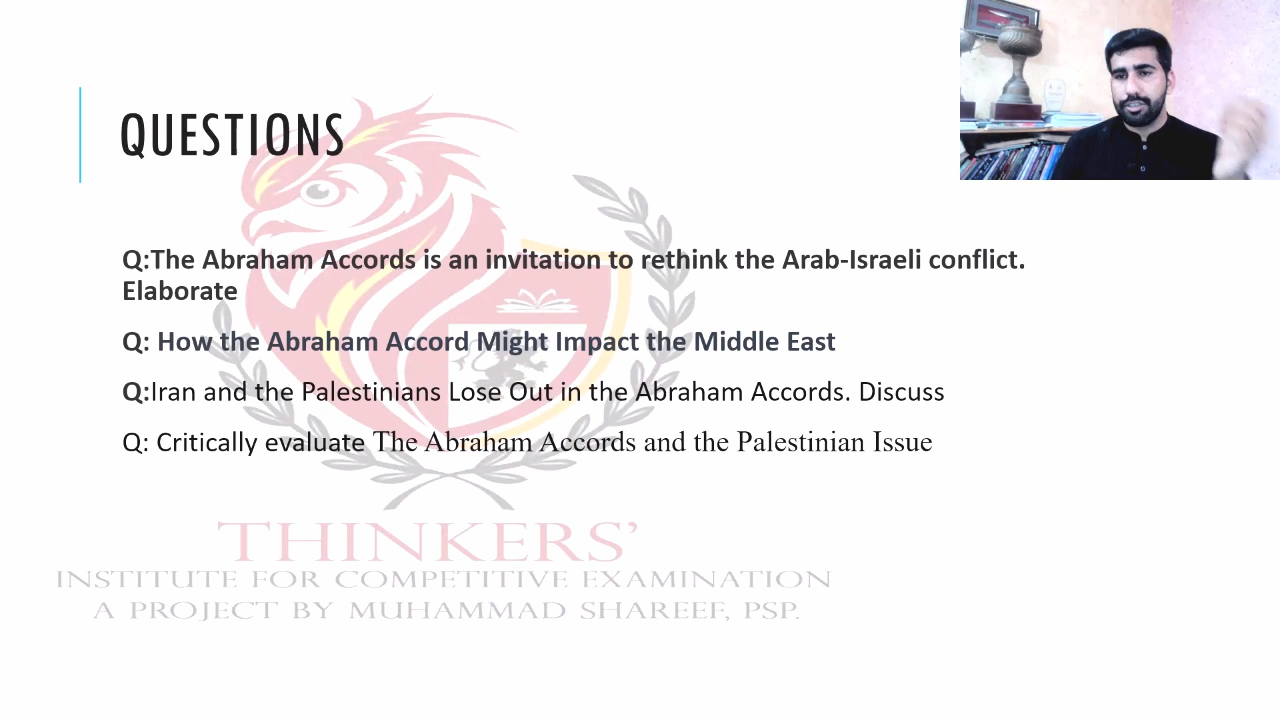 QUESTIONS
Q:The Abraham Accords is an invitation to rethink the Arab-Israeli conflict.
Elaborate
Q: How the Abraham Accord Might Impact the Middle East
Q:Iran and the Palestinians Lose Out in the Abraham Accords. Discuss
Q: Critically evaluate The Abraham Accords and the Palestinian Issue
THINKERS’
INSTITUTE FOR COMPETITIVE EXAMINATION
A PROJECT BY MUHAMMAD SHAREEF, PSP.